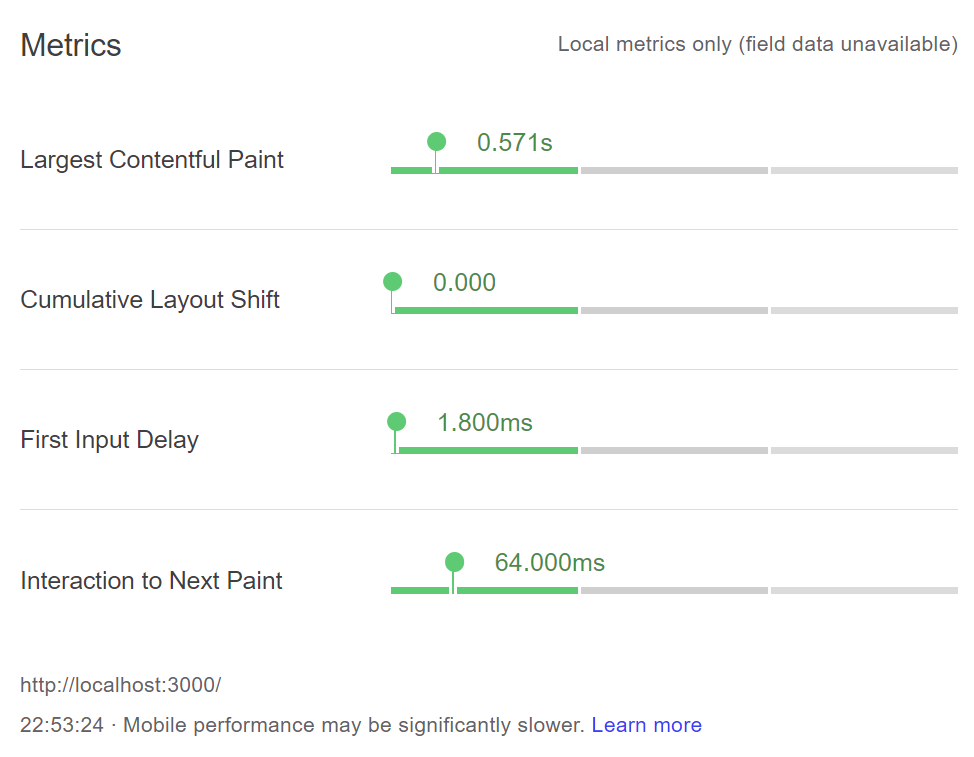 Metrics
Local metrics only (field data unavailable)
Largest Contentful Paint
0.571s
Cumulative Layout Shift
0.000
First Input Delay
1.800ms
Interaction to Next Paint
64.000ms
http://localhost:3000/
22:53:24 · Mobile performance may be significantly slower. Learn more